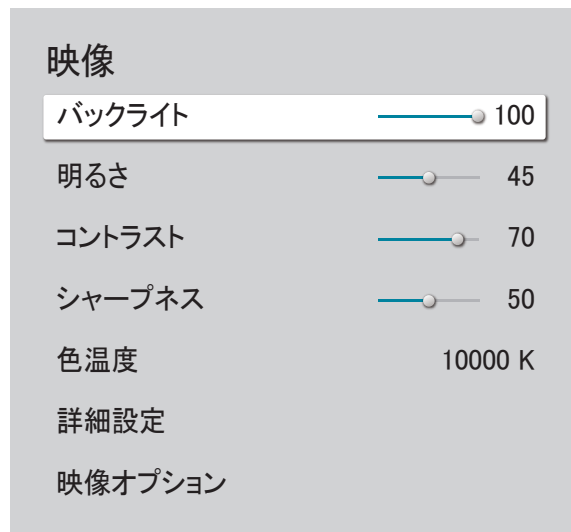 映像
バックライト 100
明るさ 45
コントラスト 70
シャープネス 50
色温度 10000 K
詳細設定
映像オプション